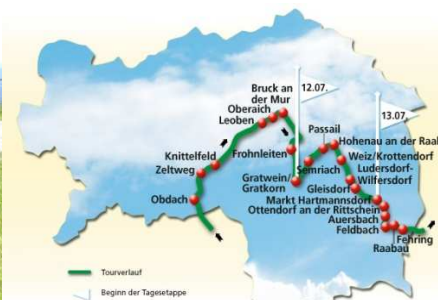 12.07.
13.07.
Bruck an
der Mur
Oberaich
Leoben
Passail
Hohenau an der Raab
Knittelfeld
Frohnleiten
Weiz/Krottendorf
Zeltweg
Semriach
Ludersdorf-
Wilfersdorf
Gratwein/
Gratkorn
Gleisdorf
Obdach
Markt Hartmannsdorf
Ottendorf an der Rittschein
Auersbach
Feldbach
Fehring
Raabau
Tourverlauf
Beginn der Tagesetappe